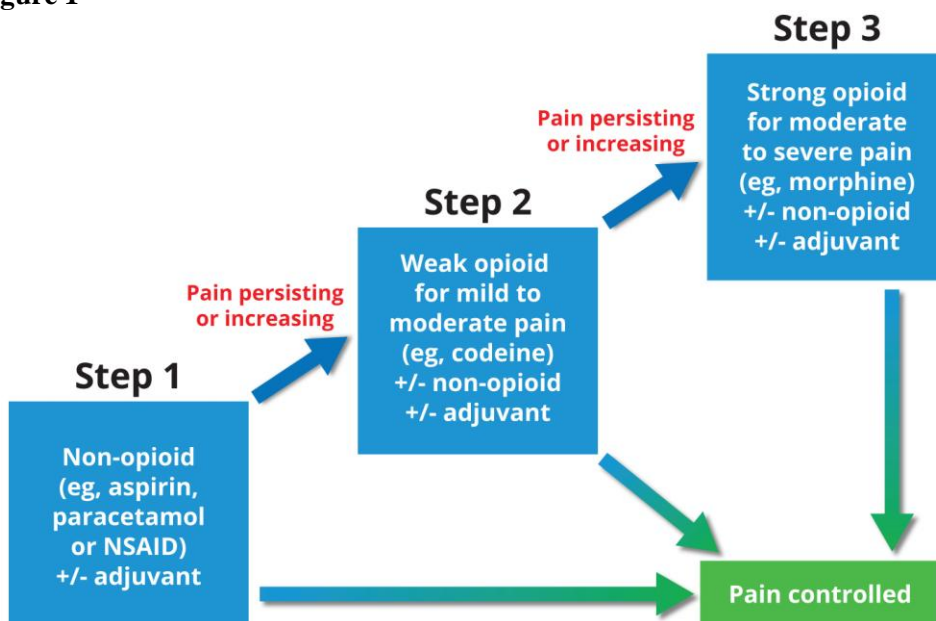 gure 1
Step 3
Strong opioid
for moderate
to severe pain
(eg, morphine)
+/- non-opioid
+/- adjuvant
Pain persisting
or increasing
Step 2
Weak opioid
for mild to
moderate pain
(eg, codeine)
+/- non-opioid
+/- adjuvant
Pain persisting
or increasing
Step 1
Non-opioid
(eg, aspirin,
paracetamol
or NSAID)
+/- adjuvant
Pain controlled